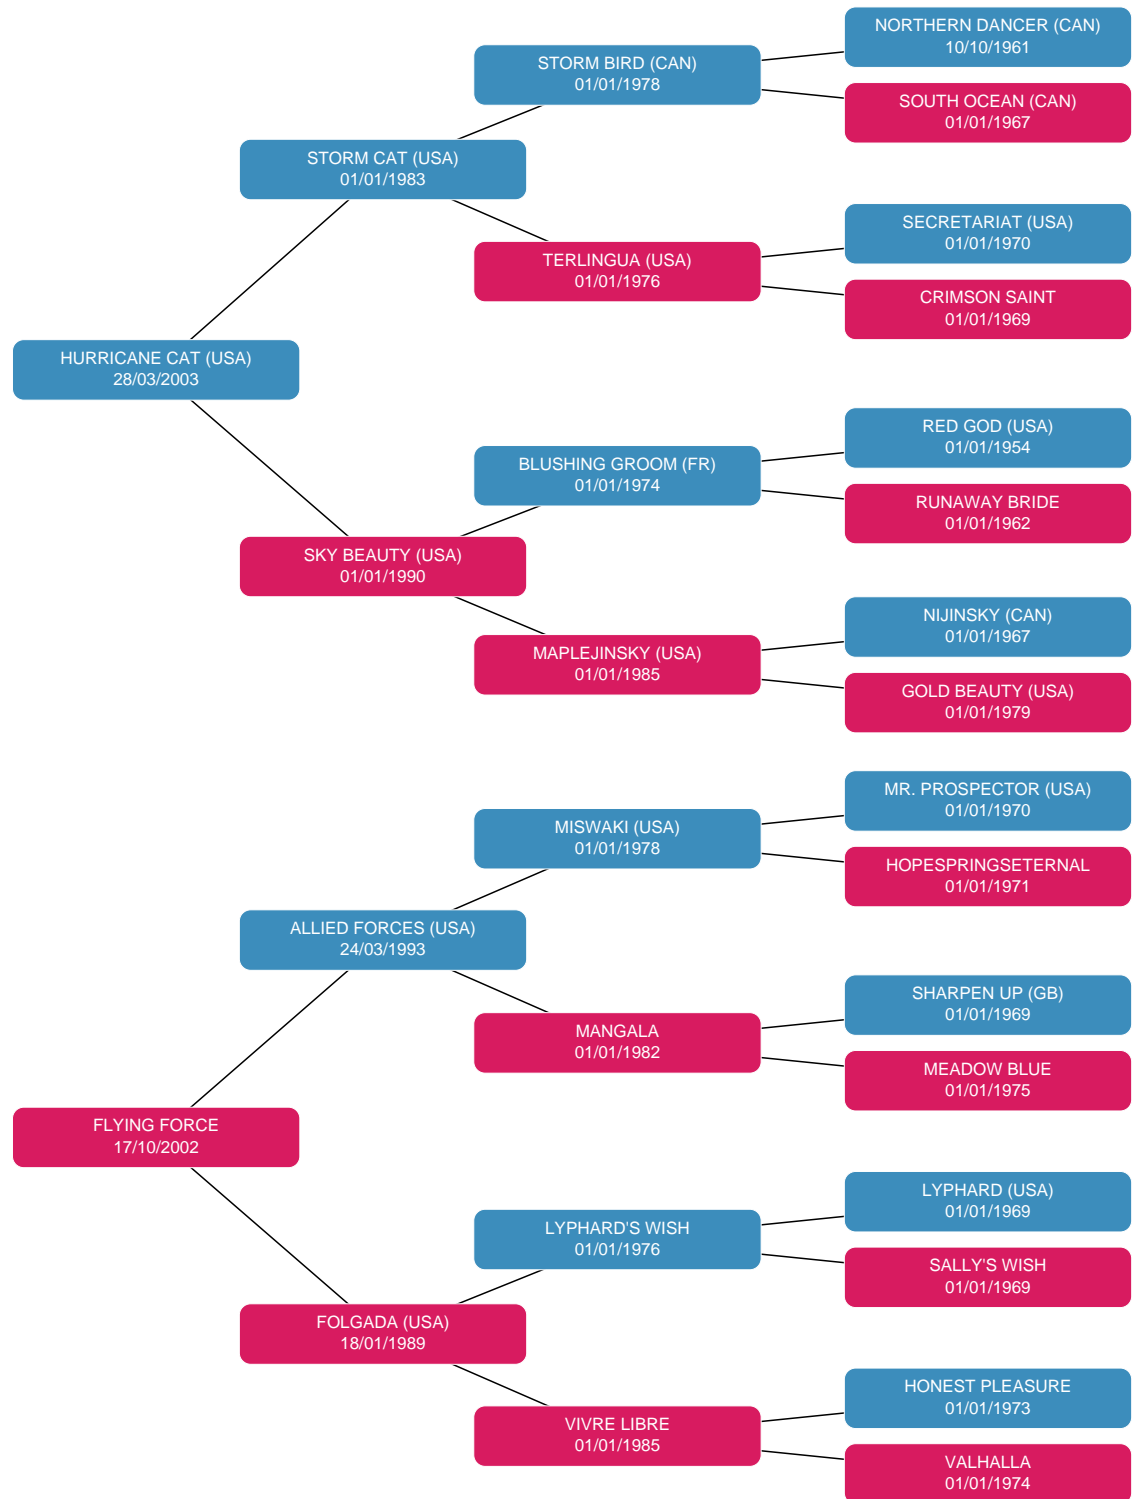 NORTHERN DANCER (CAN)
10/10/1961
STORM BIRD (CAN)
01/01/1978
SOUTH OCEAN (CAN)
01/01/1967
STORM CAT (USA)
01/01/1983
SECRETARIAT (USA)
01/01/1970
TERLINGUA (USA)
01/01/1976
CRIMSON SAINT
01/01/1969
HURRICANE CAT (USA)
28/03/2003
RED GOD (USA)
01/01/1954
BLUSHING GROOM (FR)
01/01/1974
RUNAWAY BRIDE
01/01/1962
SKY BEAUTY (USA)
01/01/1990
NIJINSKY (CAN)
01/01/1967
MAPLEJINSKY (USA)
01/01/1985
GOLD BEAUTY (USA)
01/01/1979
MR. PROSPECTOR (USA)
01/01/1970
MISWAKI (USA)
01/01/1978
HOPESPRINGSETERNAL
01/01/1971
ALLIED FORCES (USA)
24/03/1993
SHARPEN UP (GB)
01/01/1969
MANGALA
01/01/1982
MEADOW BLUE
01/01/1975
FLYING FORCE
17/10/2002
LYPHARD (USA)
01/01/1969
LYPHARD'S WISH
01/01/1976
SALLY'S WISH
01/01/1969
FOLGADA (USA)
18/01/1989
HONEST PLEASURE
01/01/1973
VIVRE LIBRE
01/01/1985
VALHALLA
01/01/1974